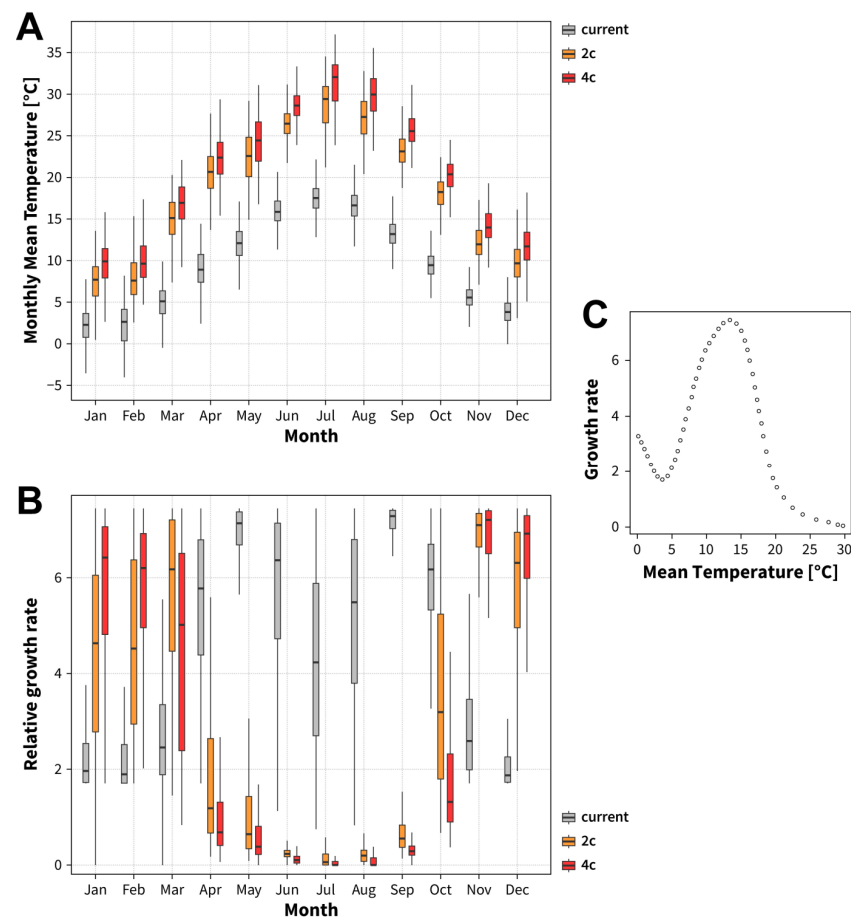 A
Monthly Mean Temperature [°C]
35
30
25
20
15
10
5
0
−5
Jan Feb Mar Apr May Jun Jul Aug Sep Oct Nov Dec
Month
current
2c
4c
B
Relative growth rate
6
4
2
0
Jan Feb Mar Apr May Jun Jul Aug Sep Oct Nov Dec
Month
current
2c
4c
C
Growth rate
6
4
2
0
0 5 10 15 20 25 30
Mean Temperature [°C]